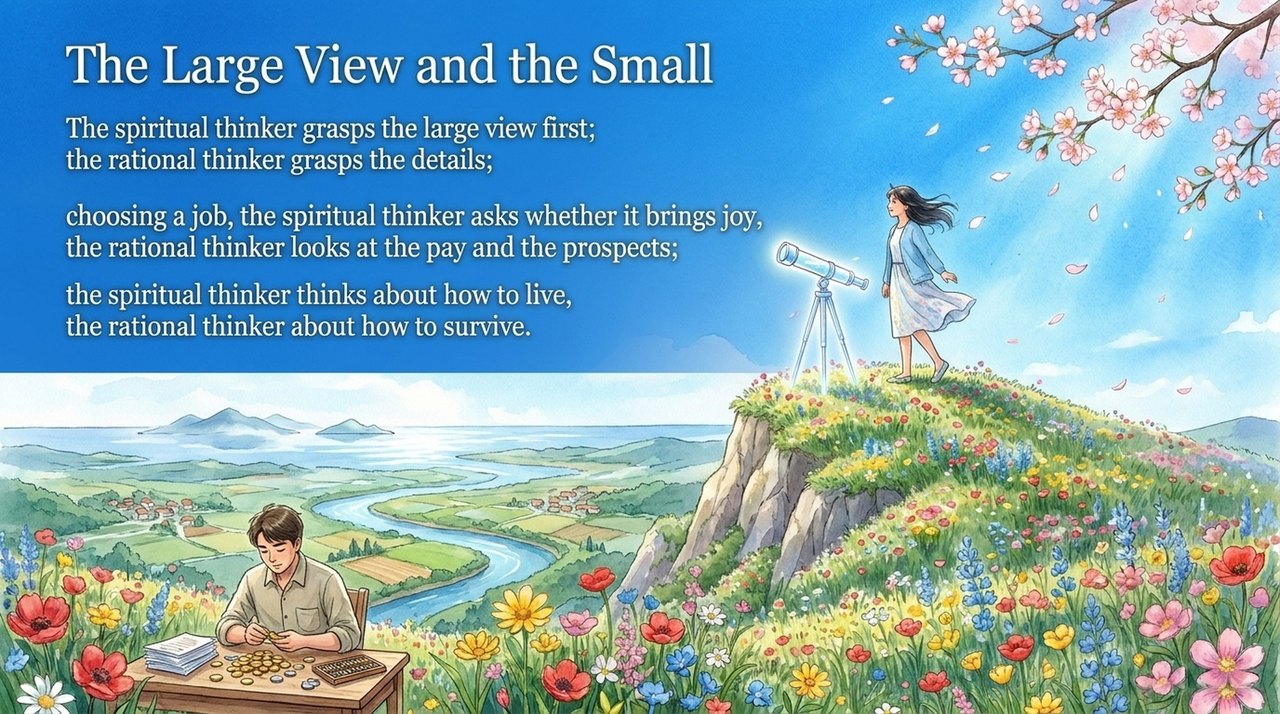 The Large View and the Small
The spiritual thinker grasps the large view first;
the rational thinker grasps the details;
choosing a job, the spiritual thinker asks whether it brings joy,
the rational thinker looks at the pay and the prospects;
the spiritual thinker thinks about how to live,
the rational thinker about how to survive.